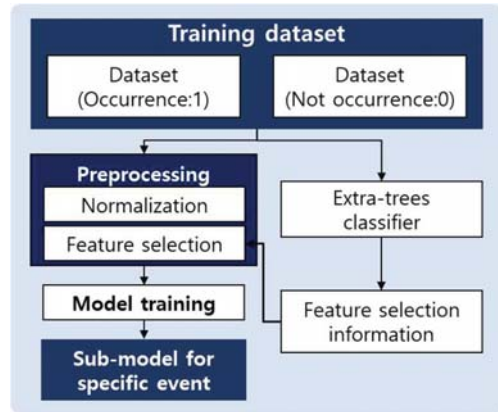 Training dataset
Dataset
(Occurrence:1)
Dataset
(Not occurrence:0)
Preprocessing
Normalization
Feature selection
Extra-trees
classifier
Model training
Feature selection
information
Sub-model for
specific event